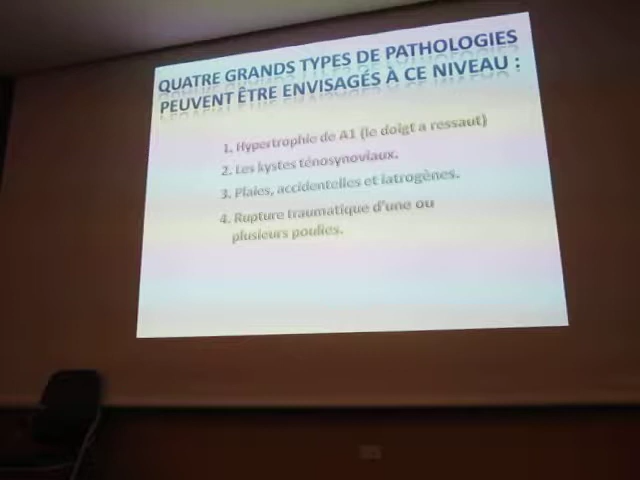 QUATRE GRANDS TYPES DE PATHOLOGIES
PEUVENT ÊTRE ENVISAGÉS À CE NIVEAU :
1. Hypertrophie de A1 (le doigt a ressaut)
2. Les kystes ténosynoviaux.
3. Plaies, accidentelles et iatrogènes.
4. Rupture traumatique d'une ou
plusieurs poulies.